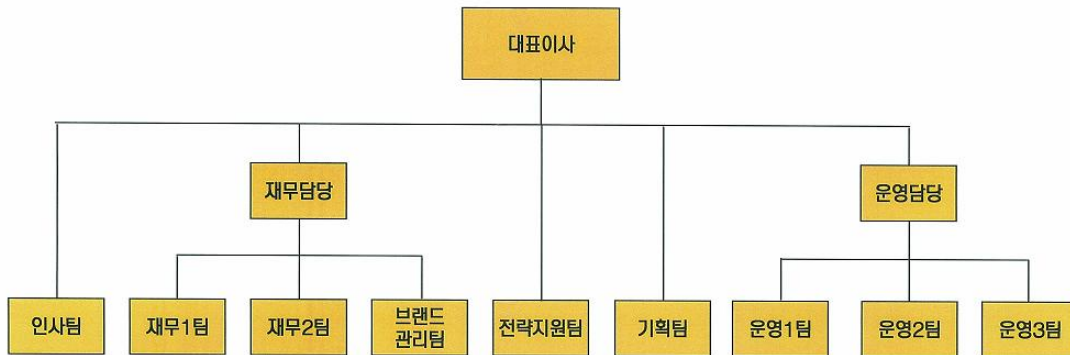 대표이사
재무담당
운영담당
인사팀
재무1팀
재무2팀
브랜드
관리팀
전략지원팀
기획팀
운영1팀
운영2팀
운영3팀